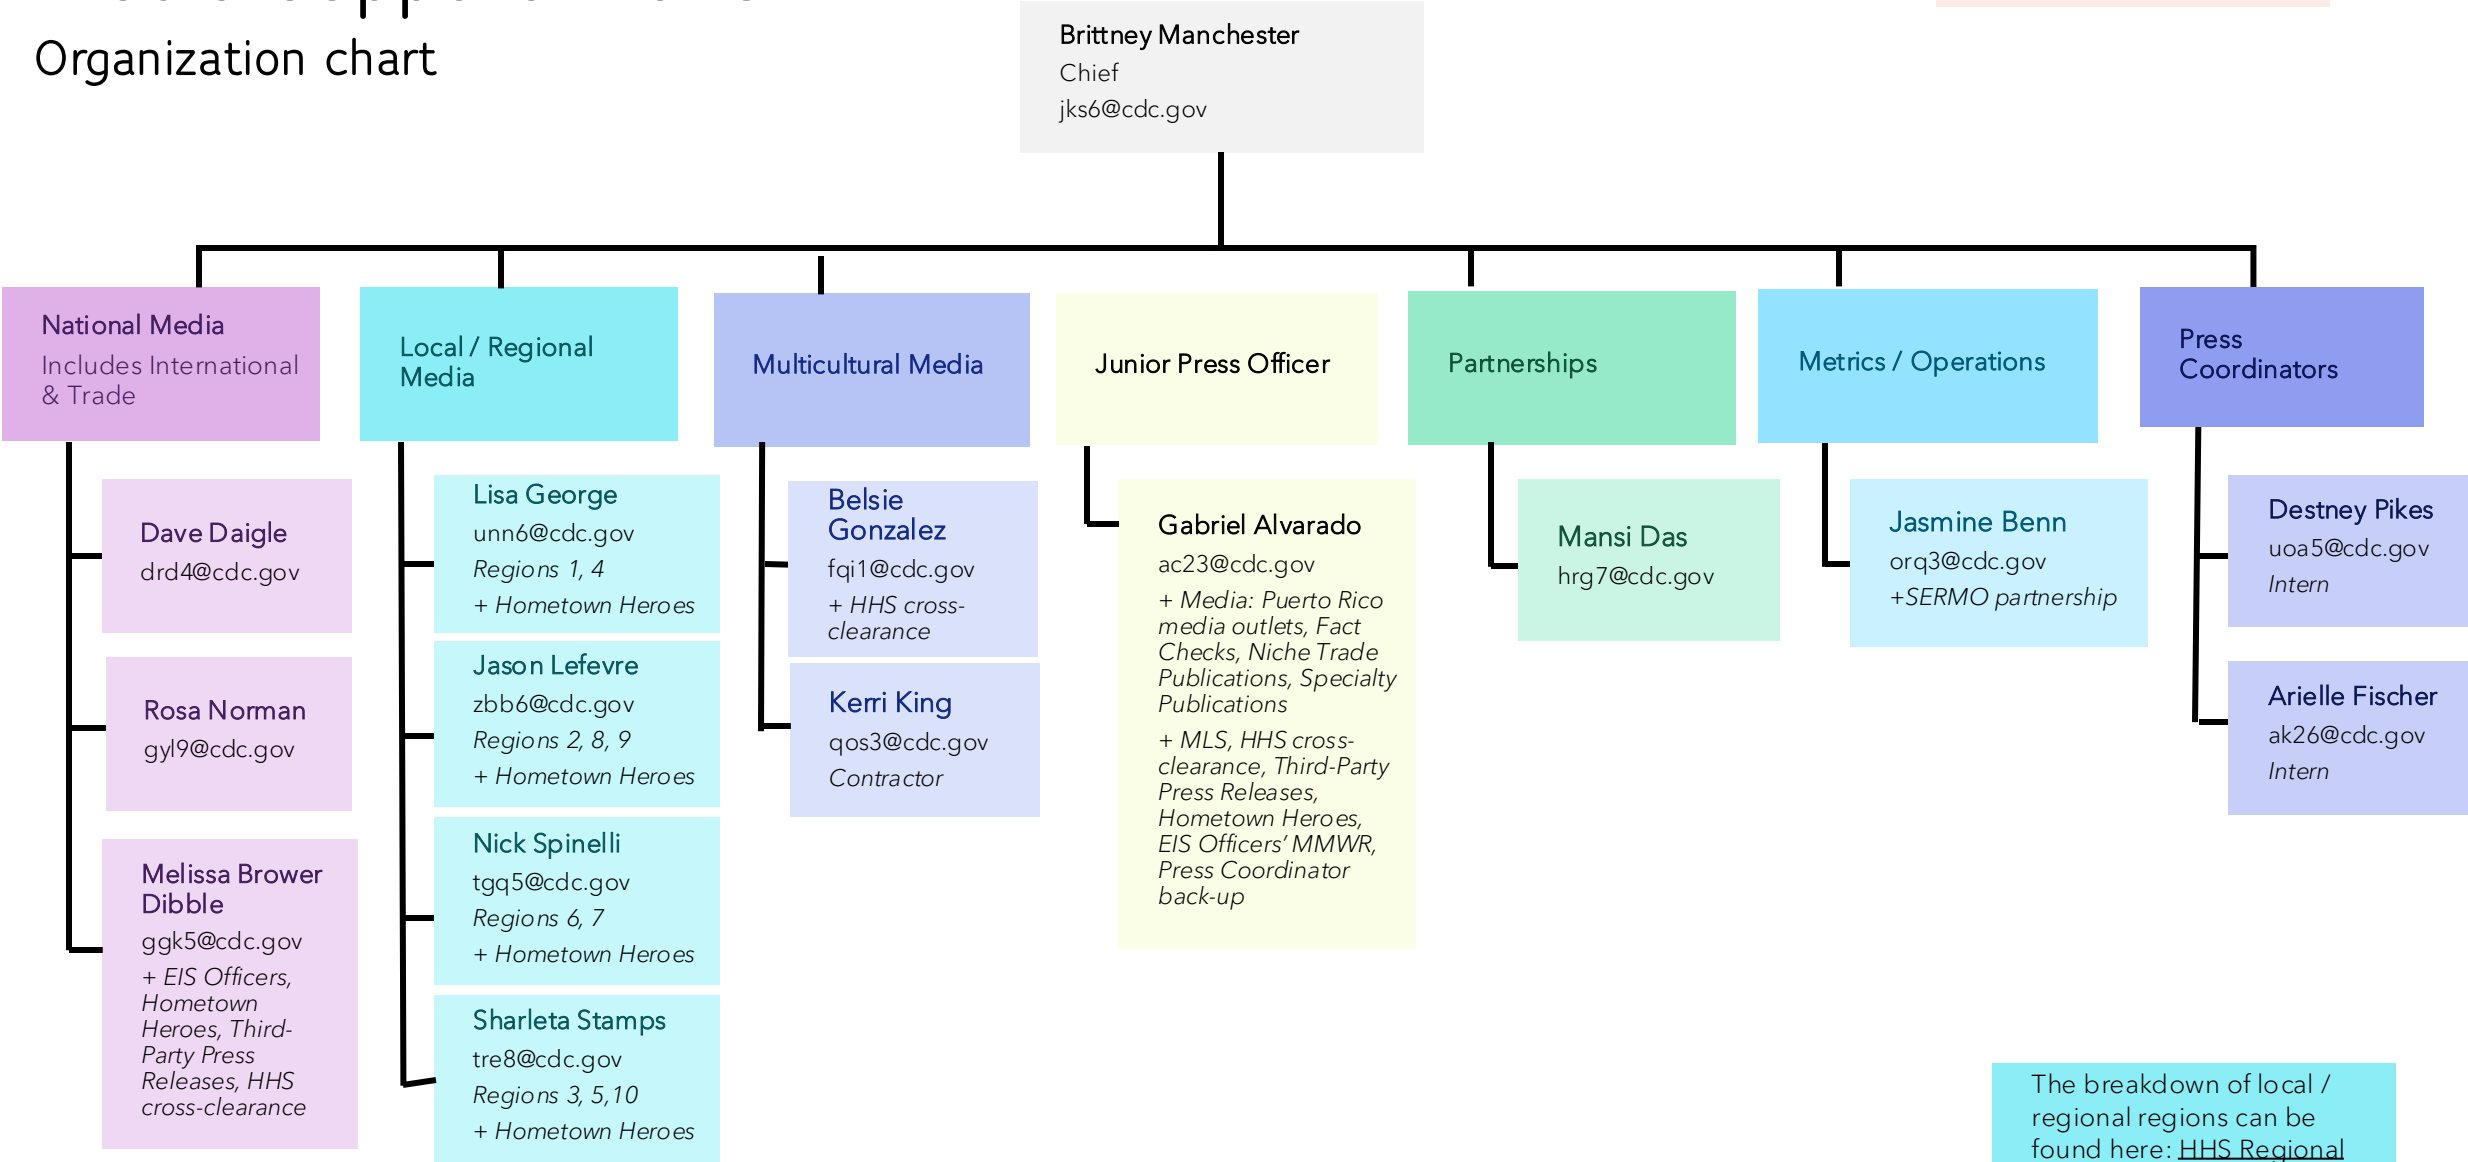 Organization chart
Brittney Manchester
Chief
jks6@cdc.gov
National Media
Includes International
& Trade
Dave Daigle
drd4@cdc.gov
Rosa Norman
gyl9@cdc.gov
Melissa Brower
Dibble
ggk5@cdc.gov
+ EIS Officers,
Hometown
Heroes, Third-
Party Press
Releases, HHS
cross-clearance
Local / Regional
Media
Lisa George
unn6@cdc.gov
Regions 1, 4
+ Hometown Heroes
Jason Lefevre
zbb6@cdc.gov
Regions 2, 8, 9
+ Hometown Heroes
Nick Spinelli
tgq5@cdc.gov
Regions 6, 7
+ Hometown Heroes
Sharleta Stamps
tre8@cdc.gov
Regions 3, 5,10
+ Hometown Heroes
Multicultural Media
Belsie
Gonzalez
fqi1@cdc.gov
+ HHS cross-
clearance
Kerri King
qos3@cdc.gov
Contractor
Junior Press Officer
Gabriel Alvarado
ac23@cdc.gov
+ Media: Puerto Rico
media outlets, Fact
Checks, Niche Trade
Publications, Specialty
Publications
+ MLS, HHS cross-
clearance, Third-Party
Press Releases,
Hometown Heroes,
EIS Officers’ MMWR,
Press Coordinator
back-up
Partnerships
Mansi Das
hrg7@cdc.gov
Metrics / Operations
Jasmine Benn
orq3@cdc.gov
+SERMO partnership
Press
Coordinators
Destney Pikes
uoa5@cdc.gov
Intern
Arielle Fischer
ak26@cdc.gov
Intern
The breakdown of local /
regional regions can be
found here: HHS Regional